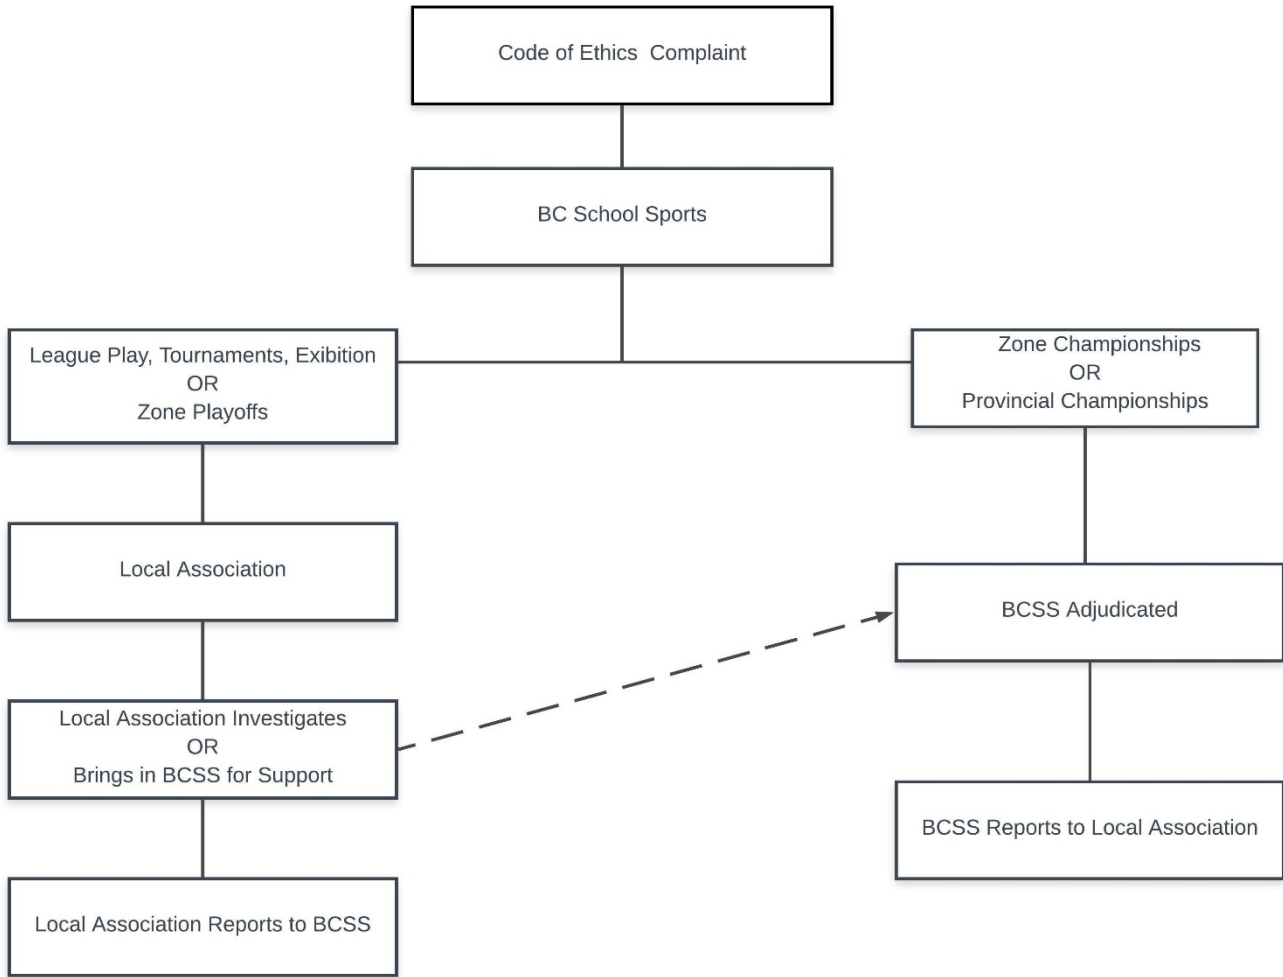 Code of Ethics  Complaint
BC School Sports
League Play, Tournaments, Exibition
OR
Zone Playoffs
Zone Championships
OR
Provincial Championships
Local Association
BCSS Adjudicated
Local Association Investigates
OR
Brings in BCSS for Support
BCSS Reports to Local Association
Local Association Reports to BCSS